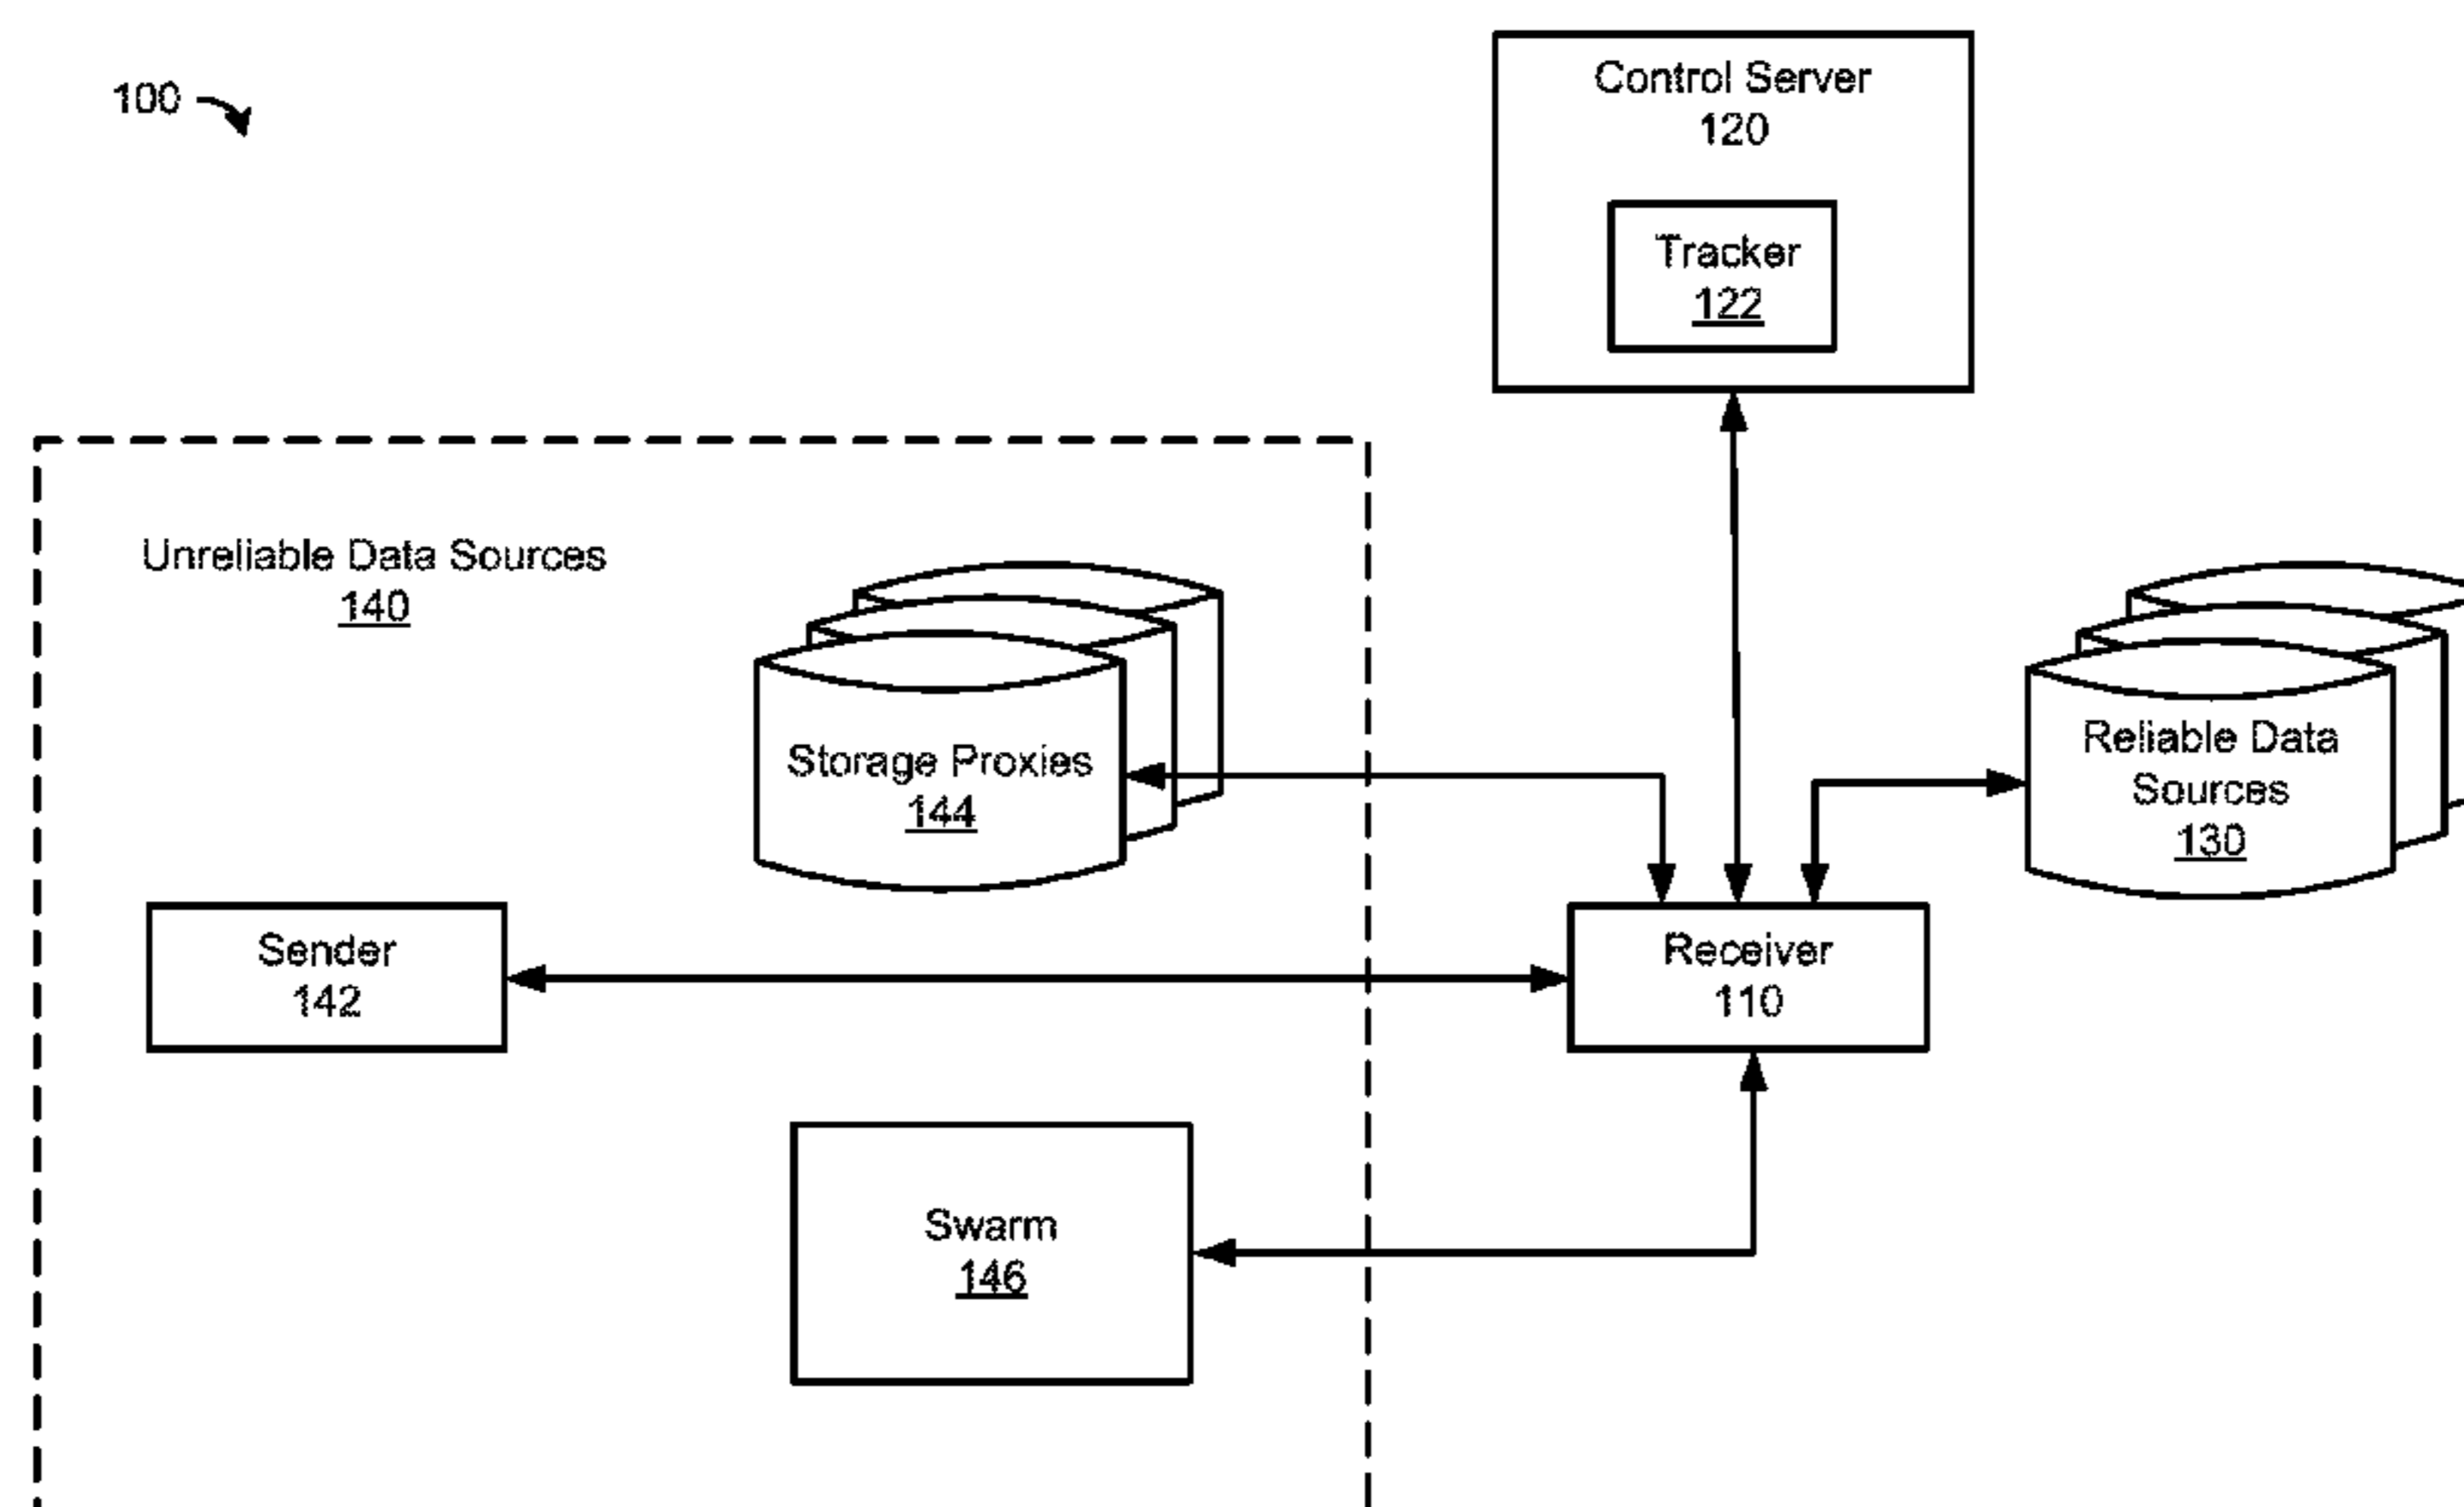 100
Control Server
120
Tracker
122
Unreliable Data Sources
140
Storage Proxies
144
Reliable Data
Sources
130
Sender
142
Receiver
110
Swarm
146